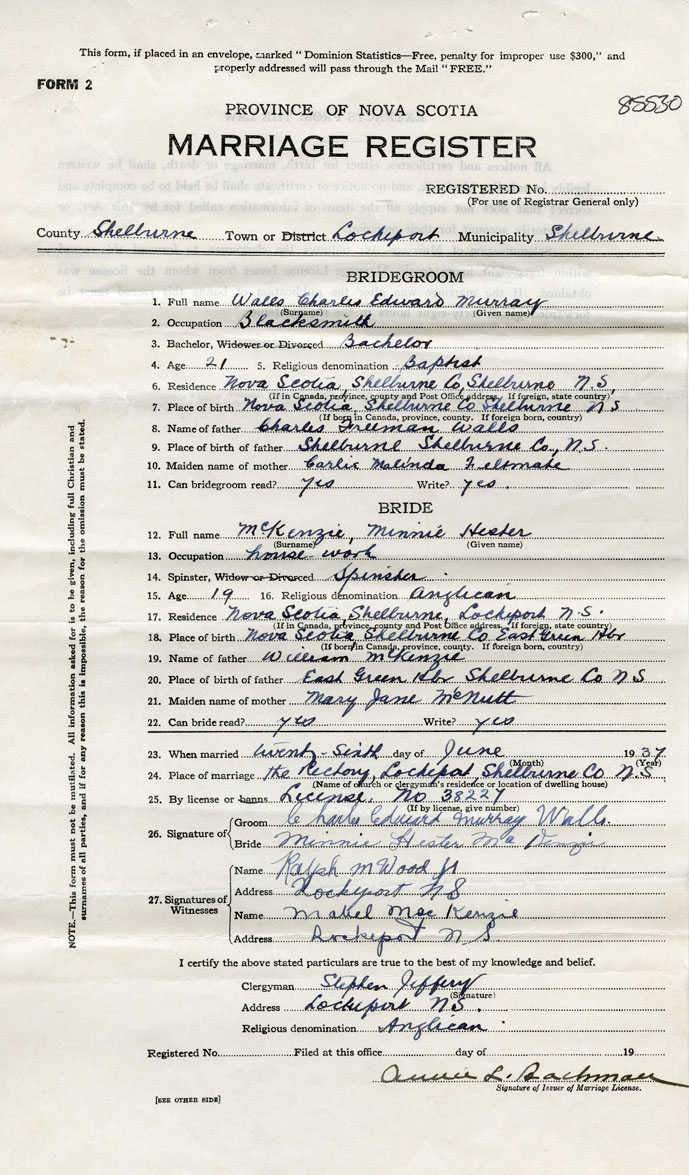 This form, if placed in an envelope, marked "Dominion Statistics—Free, penalty for improper use $300," and
properly addressed will pass through the Mail "FREE."
FORM 2
85530
PROVINCE OF NOVA SCOTIA
MARRIAGE REGISTER
REGISTERED No.
(For use of Registrar General only)
County Shelburne Town or District Lockeport Municipality Shelburne
BRIDEGROOM
1. Full name Walls Charles Edward Murray
(Surname) (Given name)
2. Occupation Blacksmith
3. Bachelor, Widower or Divorced Bachelor
4. Age 21 5. Religious denomination Baptist
6. Residence Nova Scotia, Shelburne Co, Shelburne N.S,
(If in Canada, province, county and Post Office address. If foreign, state country)
7. Place of birth Nova Scotia Shelburne Co Shelburne N S
(If born in Canada, province, county. If foreign born, country)
8. Name of father Charles Freeman Walls
9. Place of birth of father Shelburne Shelburne Co., N.S.
10. Maiden name of mother Malinda
11. Can bridegroom read? yes Write? yes.
BRIDE
12. Full name McKenzie, Minnie Hester
(Surname) (Given name)
13. Occupation house-work
14. Spinster, Widow or Divorced Spinster.
15. Age 19 16. Religious denomination Anglican
17. Residence Nova Scotia, Shelburne, Lockeport N.S.
(If in Canada, province, county and Post Office address. If foreign, state country)
18. Place of birth Nova Scotia, Shelburne Co East Green Hbr
(If born in Canada, province, county. If foreign born, country)
19. Name of father William McKenzie
20. Place of birth of father East Green Hbr Shelburne Co N S
21. Maiden name of mother Mary Jane McNutt
22. Can bride read? yes Write? yes
23. When married twenty-Sixth day of June 1937
(Month) (Year)
24. Place of marriage the Rectory, Lockeport, Shelburne Co N.S
(Name of church or clergyman's residence or location of dwelling house)
25. By license or banns License. No 38227
(If by license, give number)
26. Signature of
Groom Charles Edward Murray Walls
Bride Minnie Hester Mac Kenzie
27. Signatures of Witnesses
Name Ralph M Wood Jr
Address Lockeport N S
Name Mabel Mac Kenzie
Address Lockeport N S.
I certify the above stated particulars are true to the best of my knowledge and belief.
Clergyman Stephen Jeffery
(Signature)
Address Lockeport N.S.
Religious denomination Anglican
Registered No. Filed at this office day of 19
Annie L. Bachman
Signature of Issuer of Marriage License.
[SEE OTHER SIDE]
NOTE.—This form must not be mutilated. All information asked for is to be given, including full Christian and
surnames of all parties, and if for any reason this is impossible, the reason for the omission must be stated.